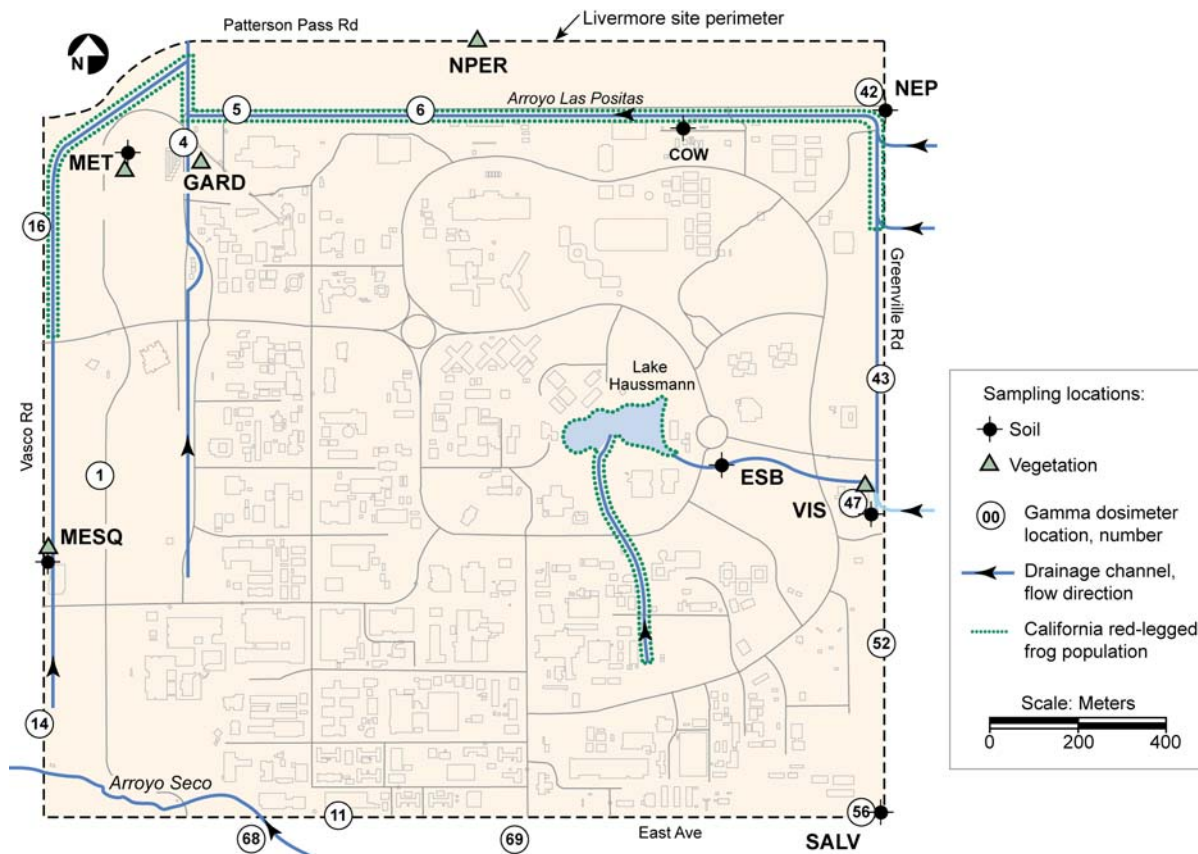 Patterson Pass Rd
Livermore site perimeter
N
NPER
42
NEP
5
6
Arroyo Las Positas
4
COW
MET
GARD
16
Greenville Rd
Lake
Haussmann
43
Vasco Rd
1
ESB
VIS
47
MESQ
52
14
Arroyo Seco
11
56
68
69
East Ave
SALV
Sampling locations:
Soil
Vegetation
00
Gamma dosimeter
location, number
Drainage channel,
flow direction
California red-legged
frog population
Scale: Meters
0 200 400